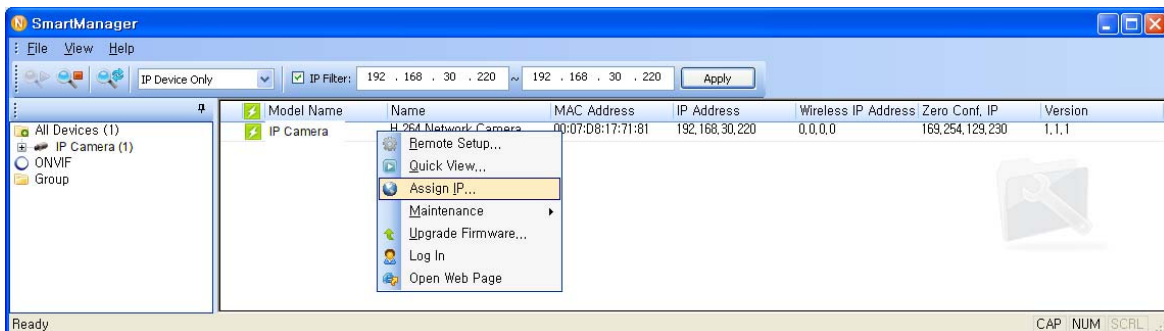 SmartManager
File View Help
IP Device Only IP Filter: 192 . 168 . 30 . 220 ~ 192 . 168 . 30 . 220 Apply
Model Name Name MAC Address IP Address Wireless IP Address Zero Conf, IP Version
All Devices (1)
IP Camera (1)
ONVIF
Group
IP Camera H.264 Network Camera 00:07:D8:17:71:81 192,168,30,220 0,0,0,0 169,254,129,230 1,1,1
Remote Setup...
Quick View...
Assign IP...
Maintenance
Upgrade Firmware...
Log In
Open Web Page
Ready CAP NUM SCRL